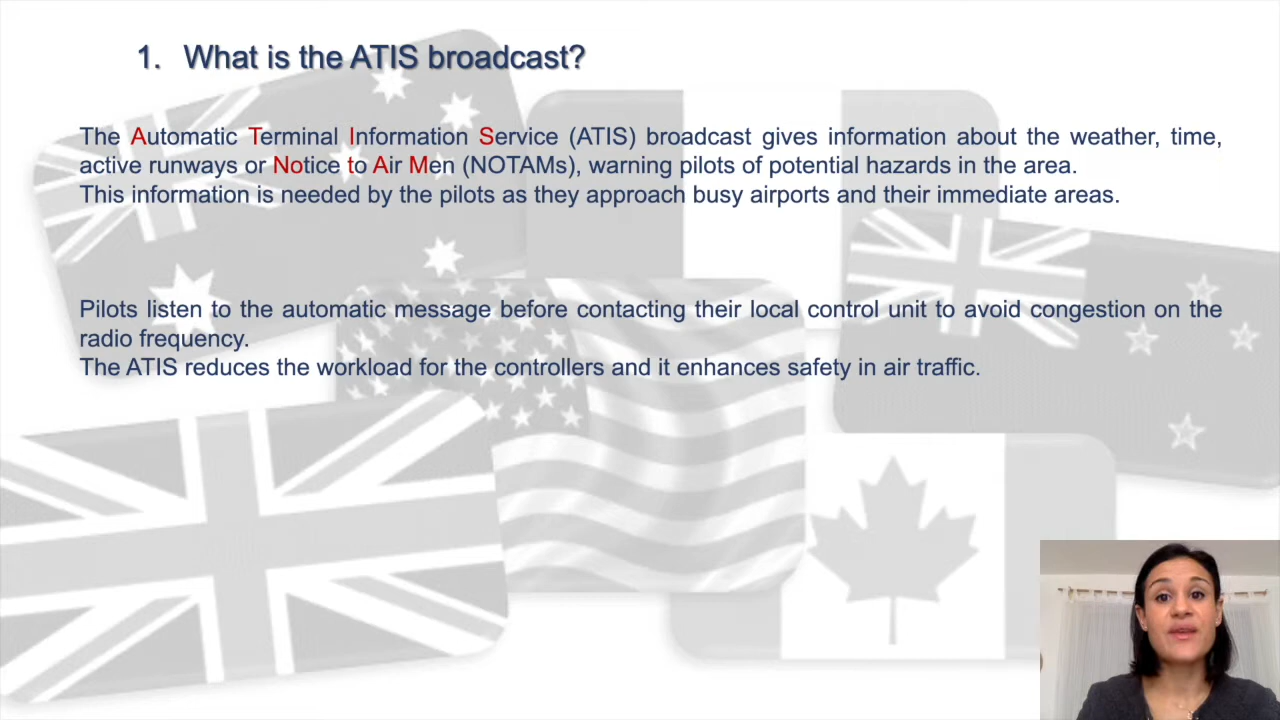 1. What is the ATIS broadcast?
The Automatic Terminal Information Service (ATIS) broadcast gives information about the weather, time,
active runways or Notice to Air Men (NOTAMs), warning pilots of potential hazards in the area.
This information is needed by the pilots as they approach busy airports and their immediate areas.
Pilots listen to the automatic message before contacting their local control unit to avoid congestion on the
radio frequency.
The ATIS reduces the workload for the controllers and it enhances safety in air traffic.